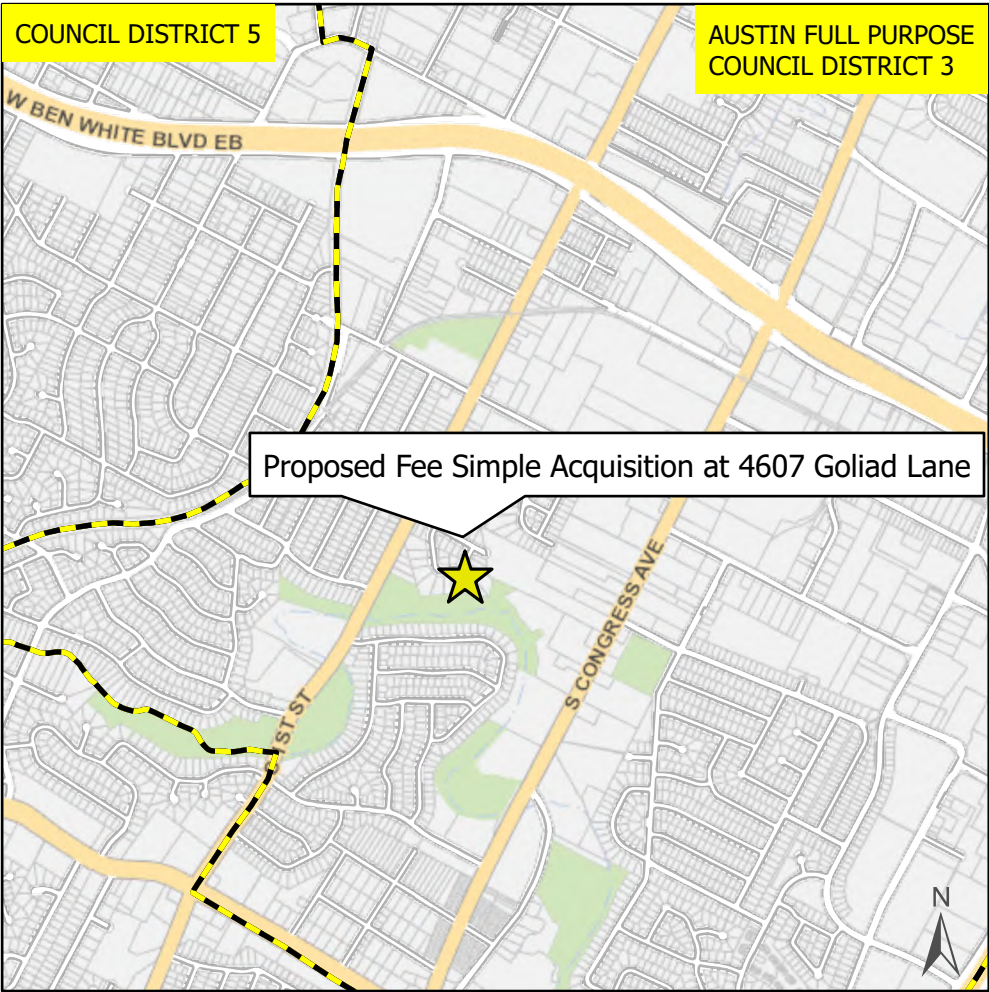 COUNCIL DISTRICT 5
AUSTIN FULL PURPOSE
COUNCIL DISTRICT 3
W BEN WHITE BLVD EB
Proposed Fee Simple Acquisition at 4607 Goliad Lane
S CONGRESS AVE
1ST ST
N